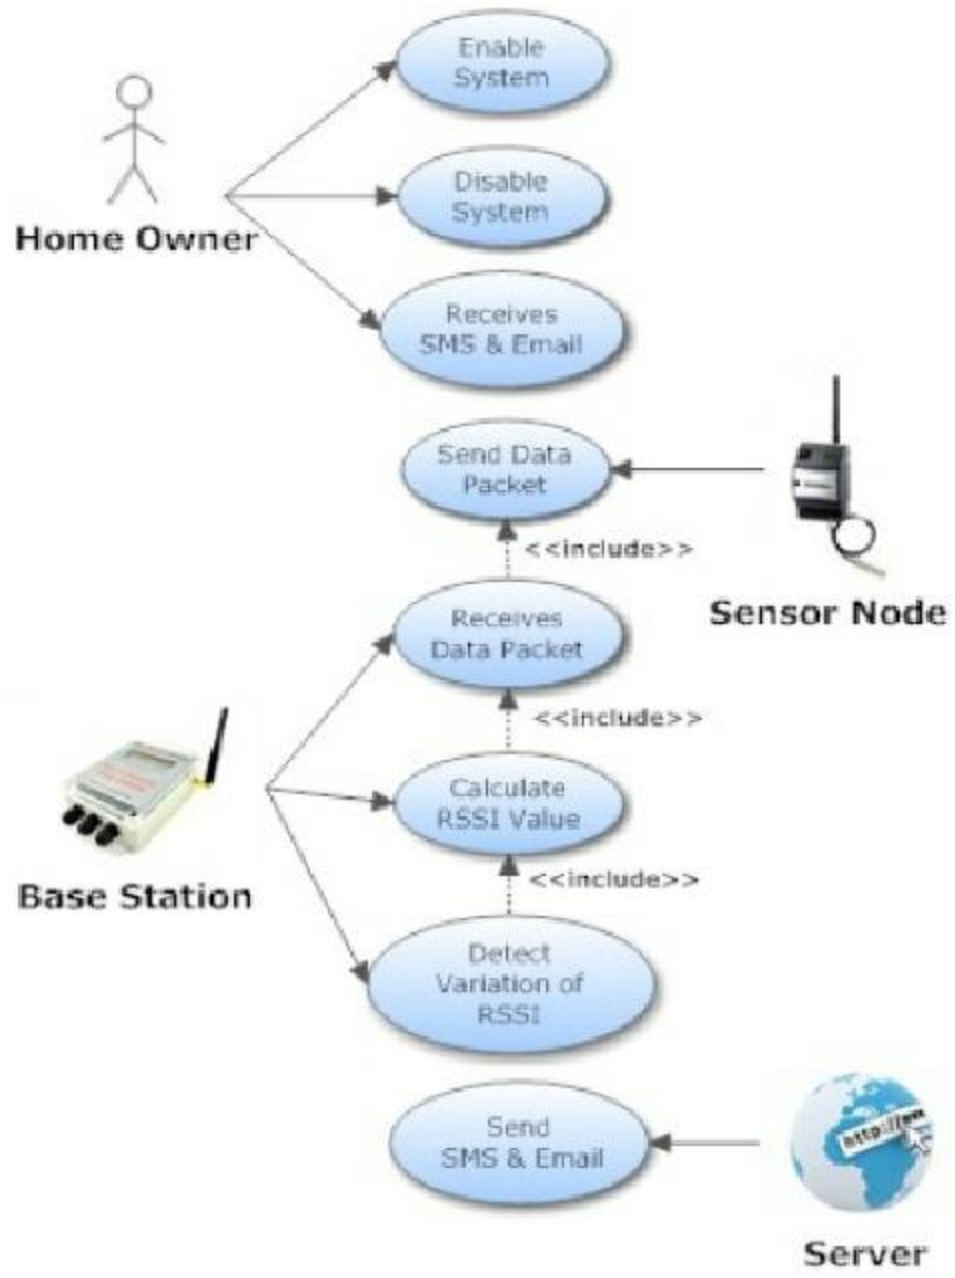 Enable
System
Disable
System
Home Owner
Receives
SMS & Email
Send Data
Packet
<<include>>
Sensor Node
Receives
Data Packet
<<include>>
Calculate
RSSI Value
Base Station
<<include>>
Detect
Variation of
RSSI
Send
SMS & Email
http://
Server